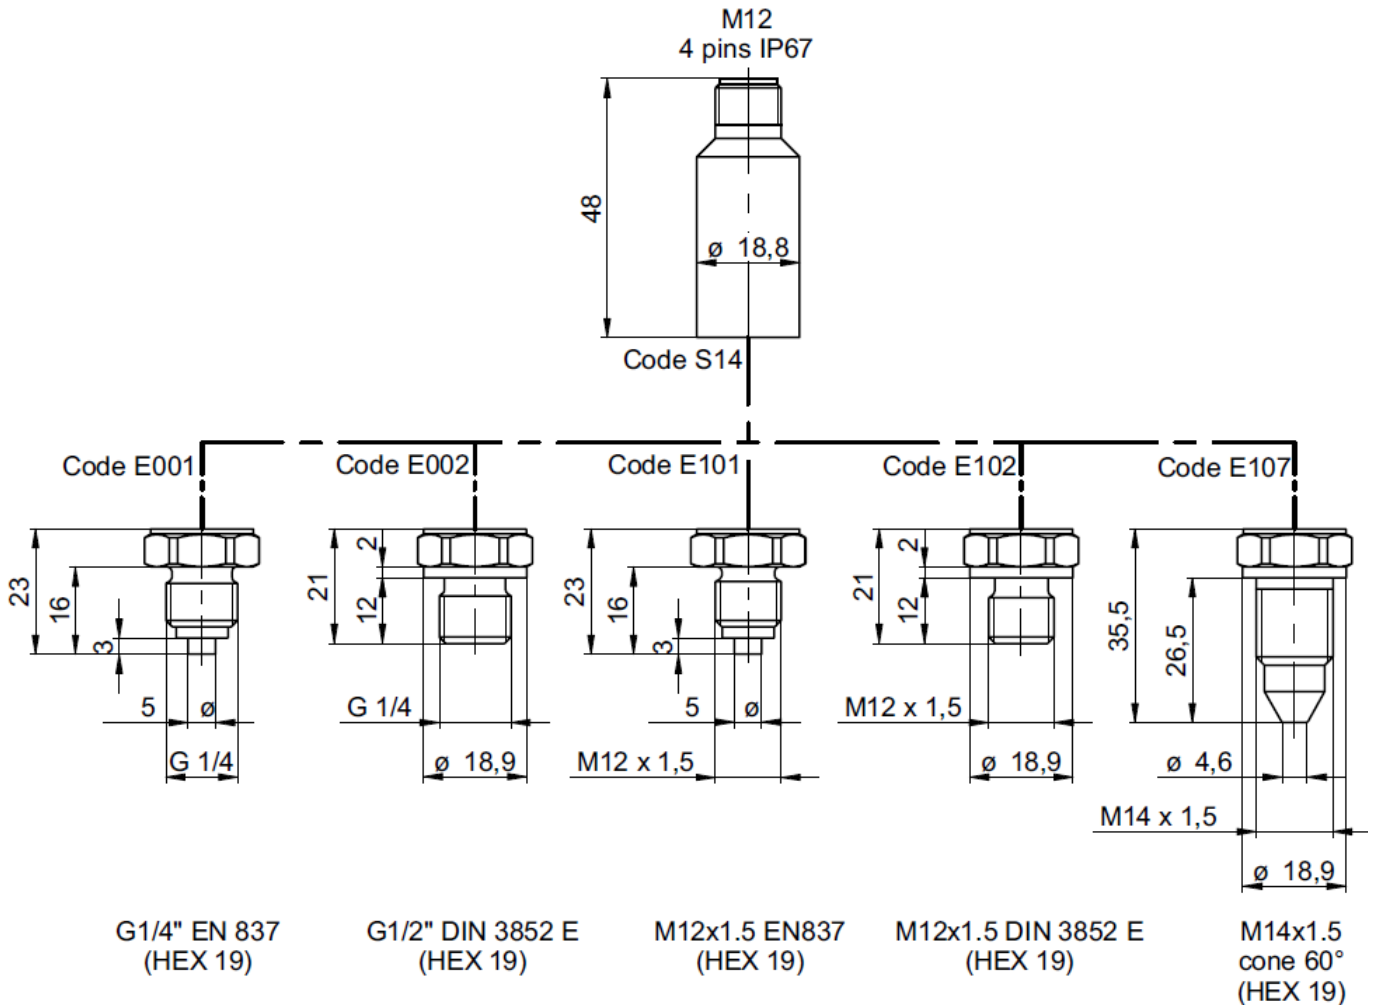 M12
4 pins IP67
48
ø 18,8
Code S14
Code E001
Code E002
Code E101
Code E102
Code E107
23
16
3
5 ø
G 1/4
21
2
12
G 1/4
ø 18,9
23
16
3
5 ø
M12 x 1,5
21
2
12
M12 x 1,5
ø 18,9
35,5
26,5
ø 4,6
M14 x 1,5
ø 18,9
G1/4" EN 837
(HEX 19)
G1/2" DIN 3852 E
(HEX 19)
M12x1.5 EN837
(HEX 19)
M12x1.5 DIN 3852 E
(HEX 19)
M14x1.5
cone 60°
(HEX 19)